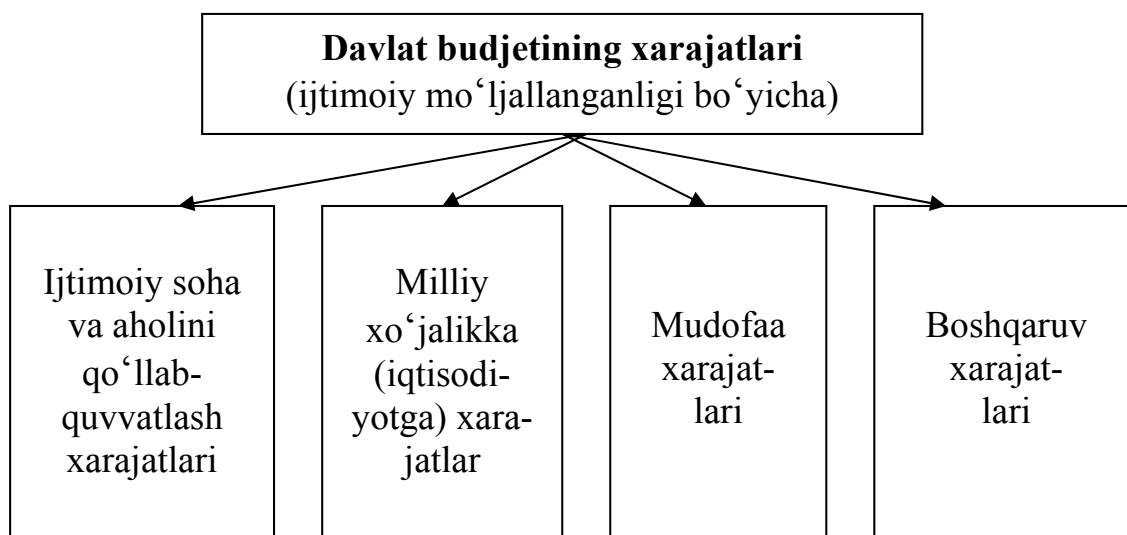 Davlat budjetining xarajatlari
(ijtimoiy mo‘ljallanganligi bo‘yicha)
Ijtimoiy soha
va aholini
qo‘llab-
quvvatlash
xarajatlari
Milliy
xo‘jalikka
(iqtisodi-
yotga) xara-
jatlar
Mudofaa
xarajat-
lari
Boshqaruv
xarajat-
lari